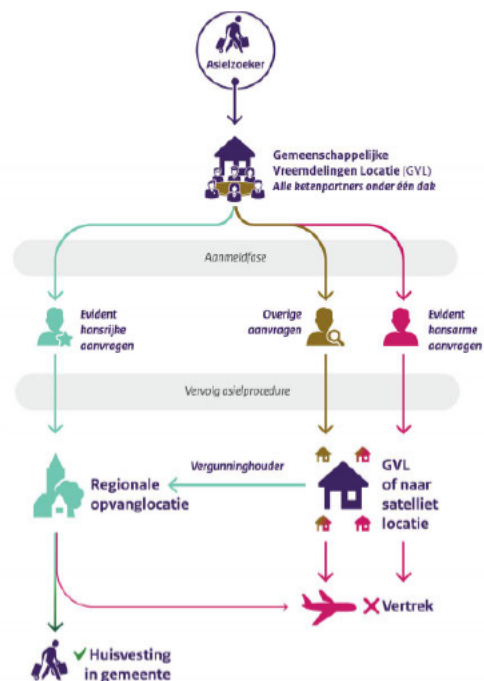 Asielzoeker
Gemeenschappelijke
Vreemdelingen Locatie (GVL)
Alle ketenpartners onder één dak
Aanmeldfase
Evident
kansrijke
aanvragen
Overige
aanvragen
Evident
kansarme
aanvragen
Vervolg asielprocedure
Vergunninghouder
Regionale
opvanglocatie
GVL
of naar
satelliet
locatie
Vertrek
Huisvesting
in gemeente